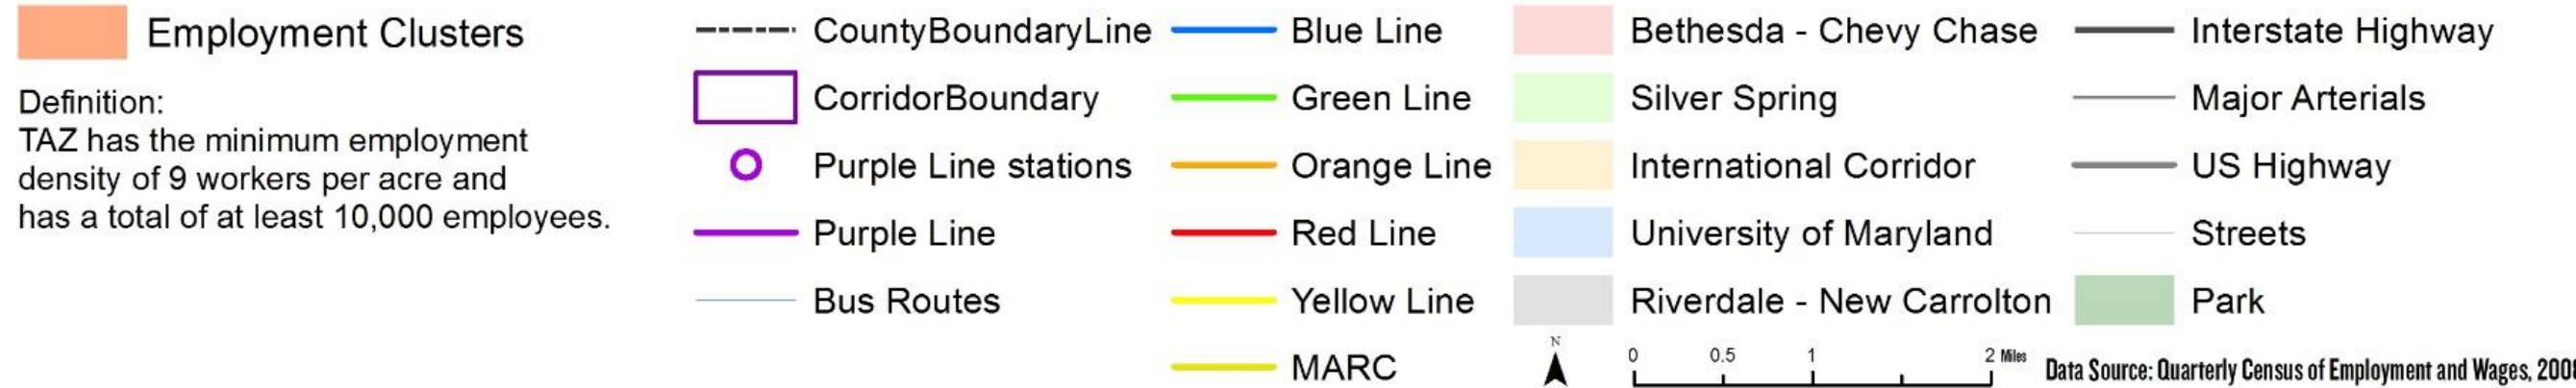 Employment Clusters
Definition:
TAZ has the minimum employment
density of 9 workers per acre and
has a total of at least 10,000 employees.
CountyBoundaryLine
CorridorBoundary
Purple Line stations
Purple Line
Bus Routes
Blue Line
Green Line
Orange Line
Red Line
Yellow Line
MARC
Bethesda - Chevy Chase
Silver Spring
International Corridor
University of Maryland
Riverdale - New Carrolton
Interstate Highway
Major Arterials
US Highway
Streets
Park
N
0 0.5 1 2 Miles
Data Source: Quarterly Census of Employment and Wages,